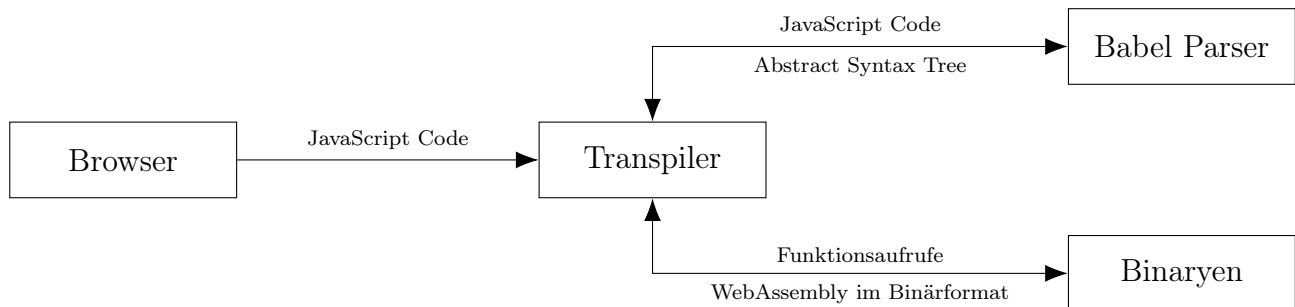 JavaScript Code
Babel Parser
Abstract Syntax Tree
Browser
JavaScript Code
Transpiler
Funktionsaufrufe
Binaryen
WebAssembly im Binärformat